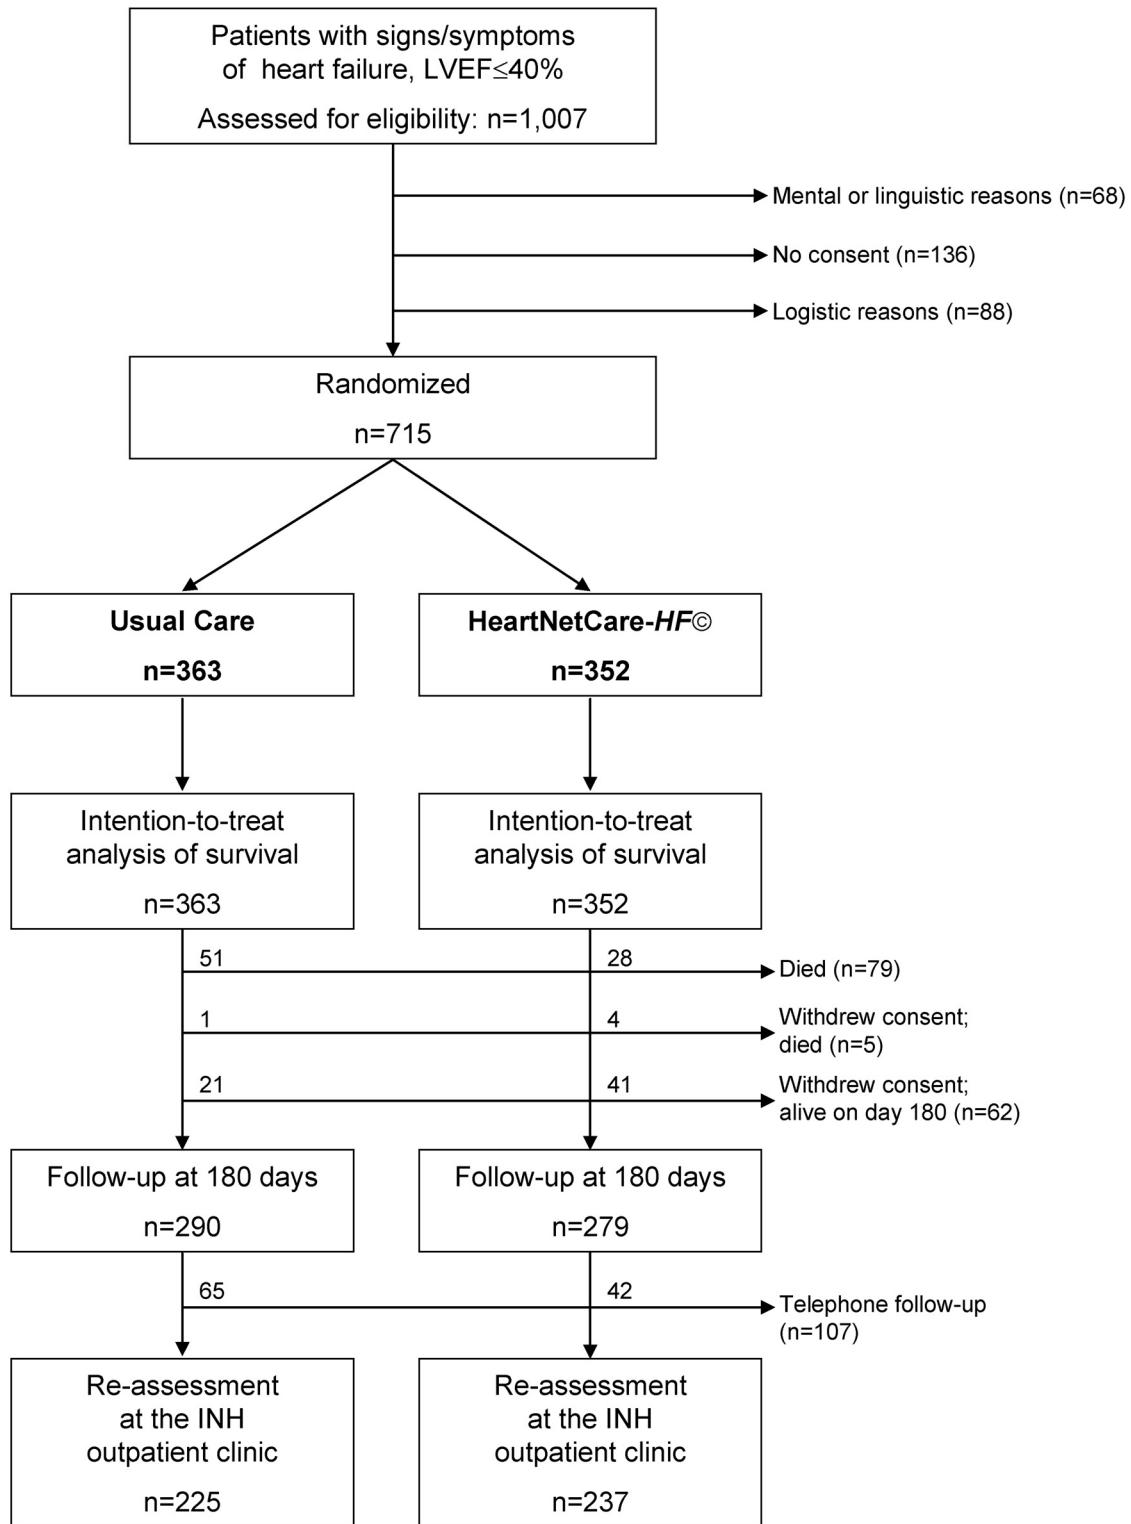 Patients with signs/symptoms
of heart failure, LVEF≤40%
Assessed for eligibility: n=1,007
Mental or linguistic reasons (n=68)
No consent (n=136)
Logistic reasons (n=88)
Randomized
n=715
Usual Care
n=363
HeartNetCare-HF©
n=352
Intention-to-treat
analysis of survival
n=363
Intention-to-treat
analysis of survival
n=352
51
28
Died (n=79)
1
4
Withdrew consent;
died (n=5)
21
41
Withdrew consent;
alive on day 180 (n=62)
Follow-up at 180 days
n=290
Follow-up at 180 days
n=279
65
42
Telephone follow-up
(n=107)
Re-assessment
at the INH
outpatient clinic
n=225
Re-assessment
at the INH
outpatient clinic
n=237